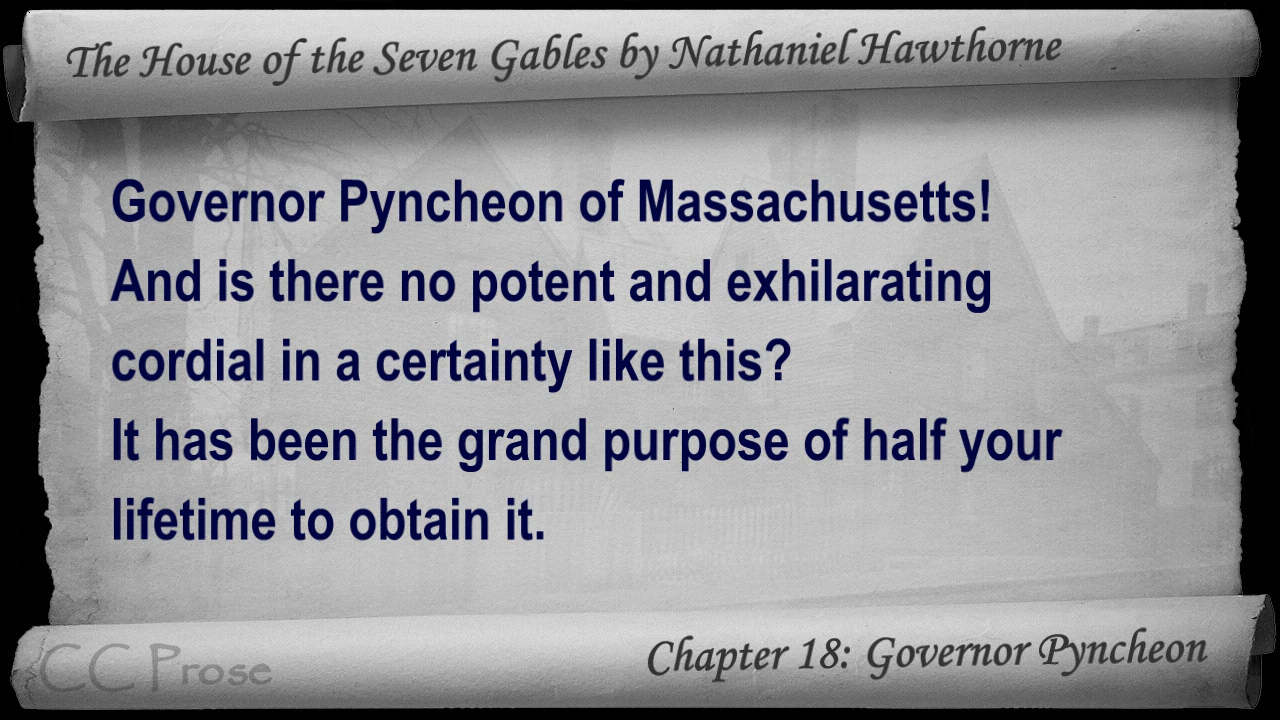 The House of the Seven Gables by Nathaniel Hawthorne
Governor Pyncheon of Massachusetts!
And is there no potent and exhilarating
cordial in a certainty like this?
It has been the grand purpose of half your
lifetime to obtain it.
CC Prose
Chapter 18: Governor Pyncheon